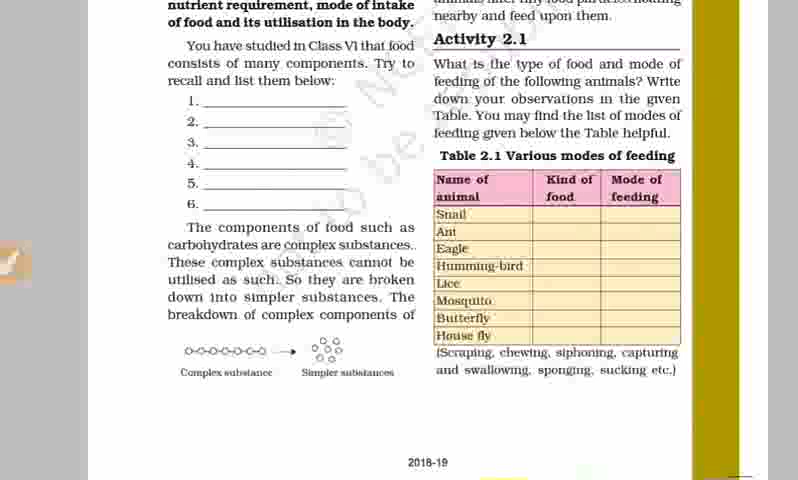 nutrient requirement, mode of intake
of food and its utilisation in the body.
You have studied in Class VI that food
consists of many components. Try to
recall and list them below:
1.
2.
3.
4.
5.
6.
The components of food such as
carbohydrates are complex substances.
These complex substances cannot be
utilised as such. So they are broken
down into simpler substances. The
breakdown of complex components of
Complex substance
Simpler substances
nearby and feed upon them.
Activity 2.1
What is the type of food and mode of
feeding of the following animals? Write
down your observations in the given
Table. You may find the list of modes of
feeding given below the Table helpful.
Table 2.1 Various modes of feeding
Name of animal
Kind of food
Mode of feeding
Snail
Ant
Eagle
Humming-bird
Lice
Mosquito
Butterfly
House fly
(Scraping, chewing, siphoning, capturing
and swallowing, sponging, sucking etc.)
2018-19